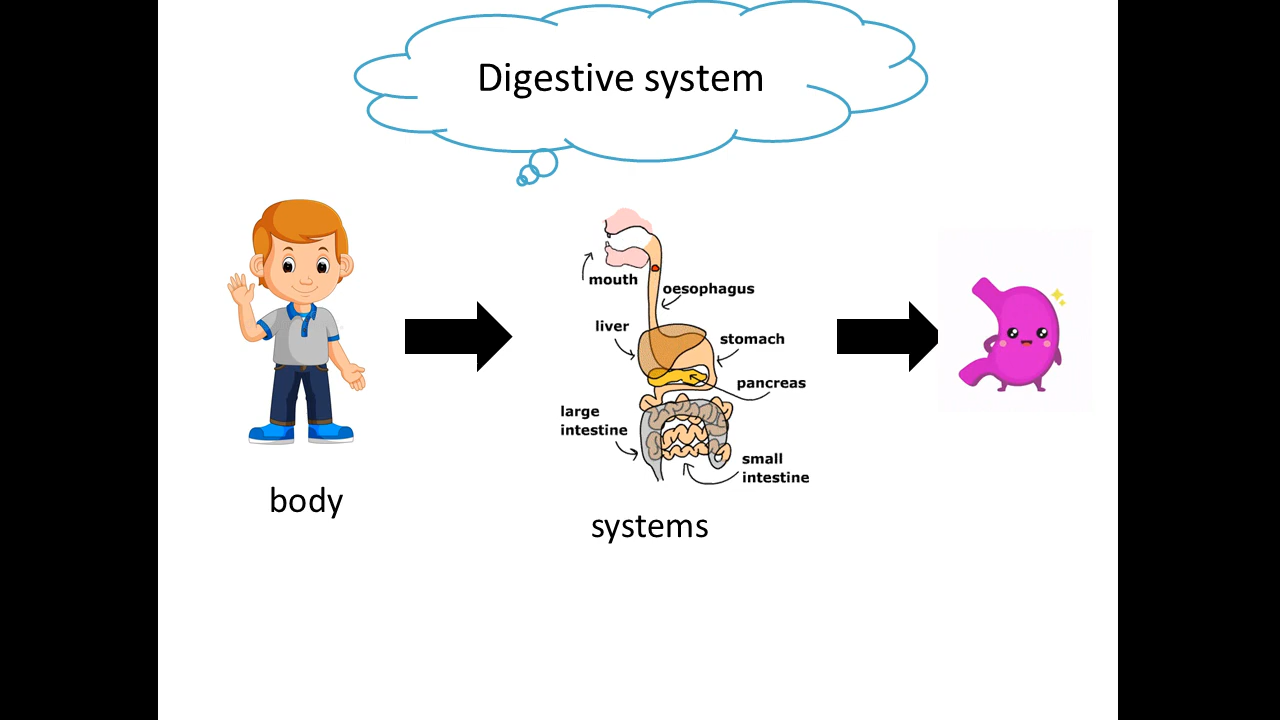 Digestive system
mouth
oesophagus
liver
stomach
pancreas
large
intestine
small
intestine
body
systems